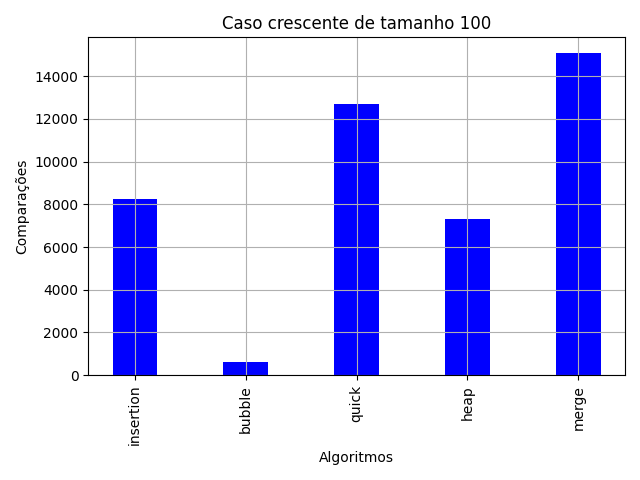 Caso crescente de tamanho 100
Comparações
14000
12000
10000
8000
6000
4000
2000
0
insertion
bubble
quick
heap
merge
Algoritmos